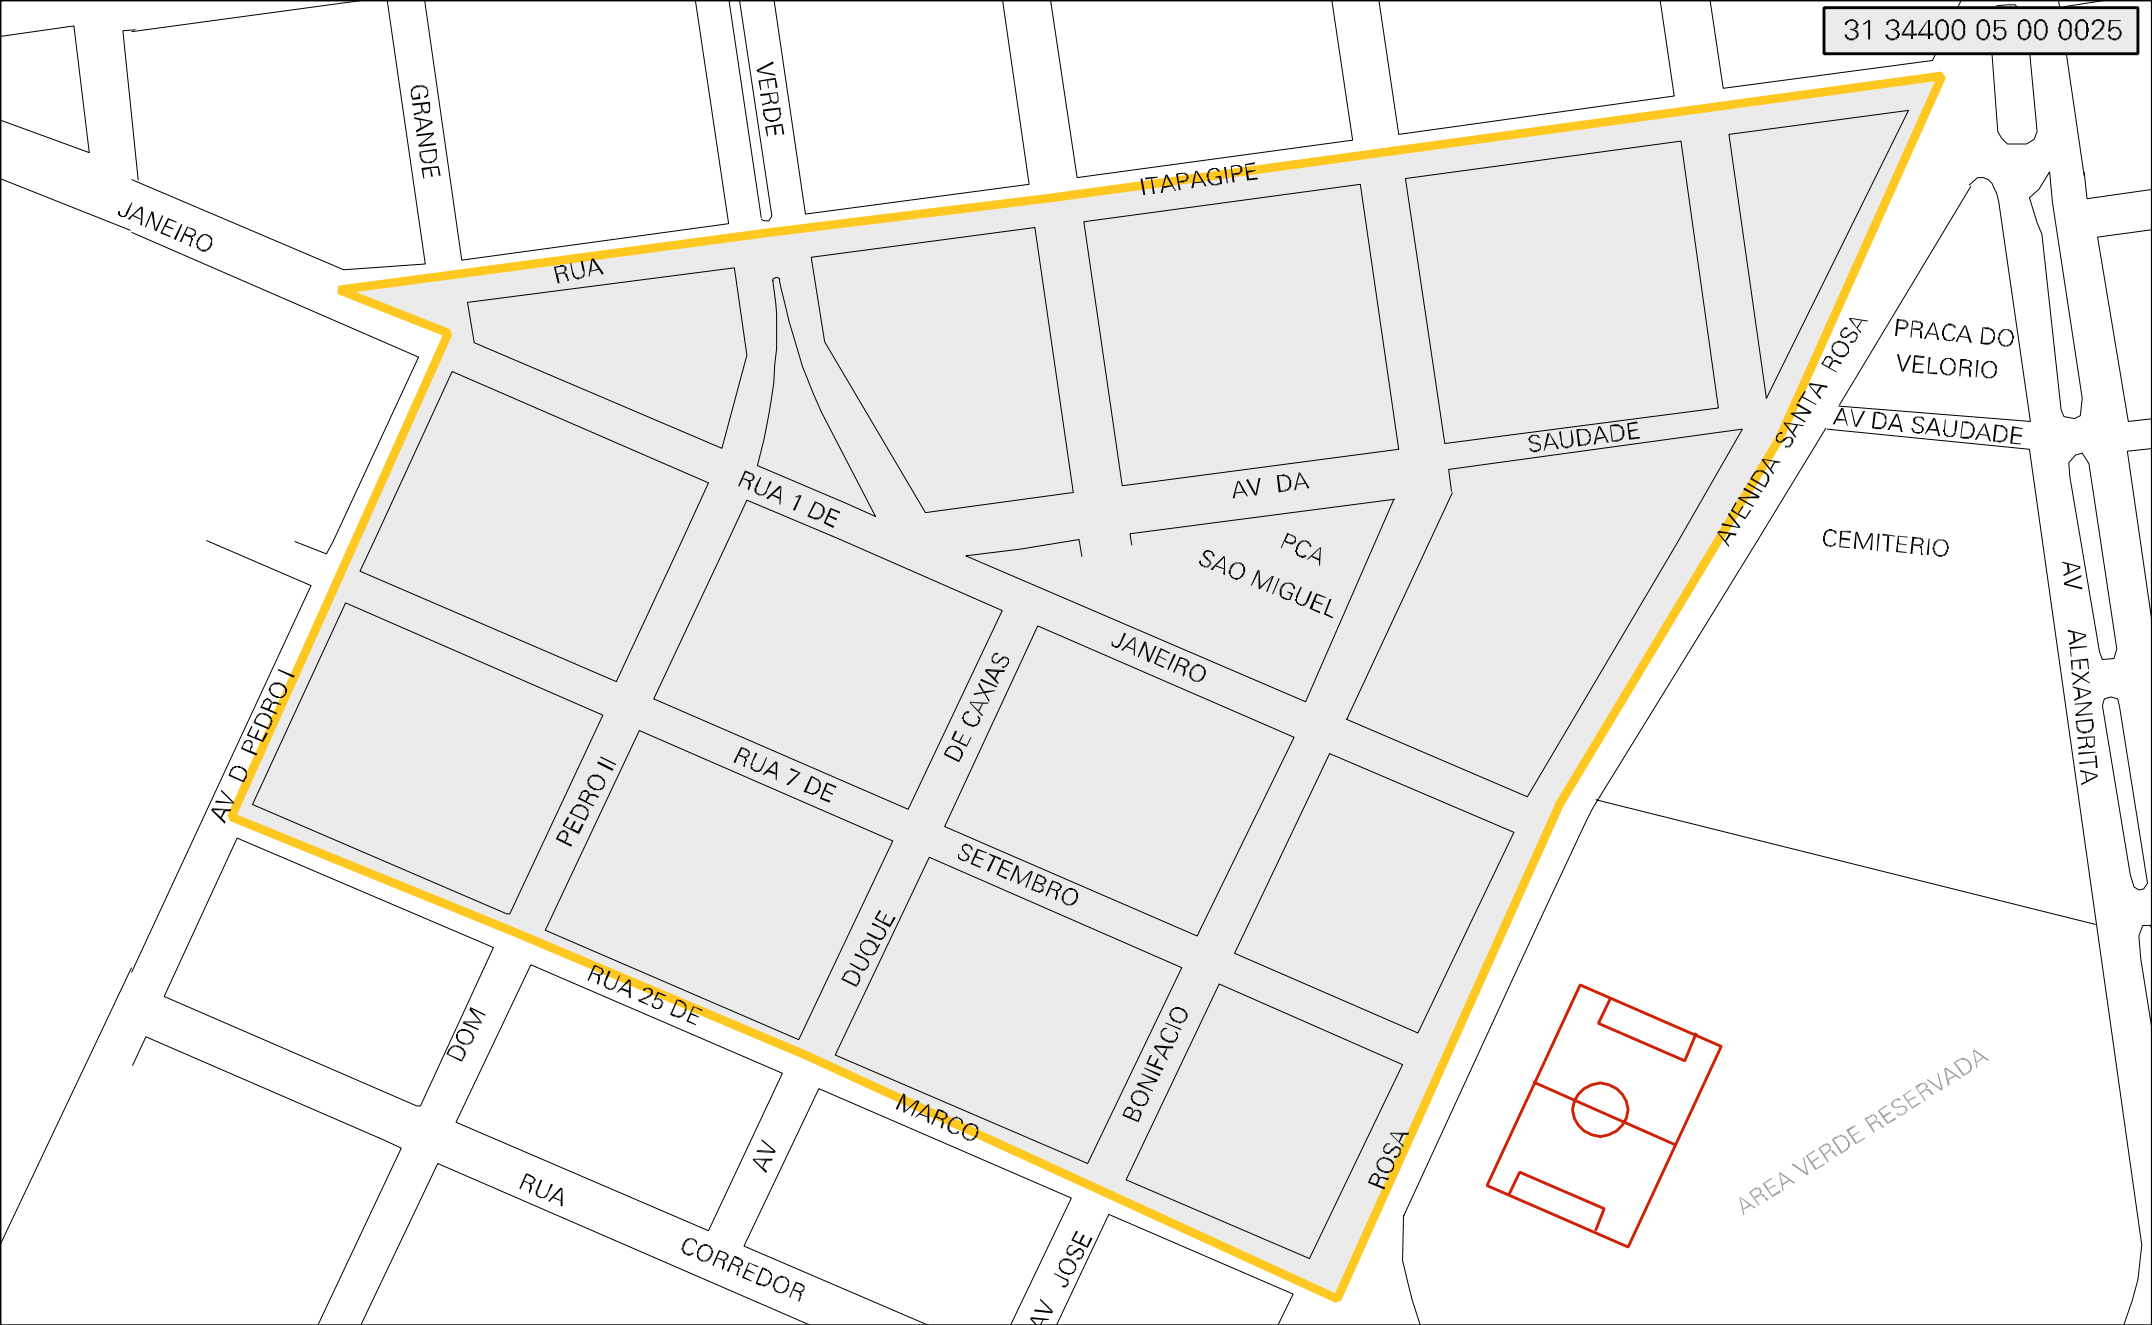 31 34400 05 00 0025
GRANDE
VERDE
JANEIRO
ITAPAGIPE
RUA
PRACA DO
VELORIO
AVENIDA SANTA ROSA
AV DA SAUDADE
SAUDADE
AV DA
RUA 1 DE
PCA
SAO MIGUEL
CEMITERIO
AV ALEXANDRITA
JANEIRO
DE CAXIAS
AV D PEDRO I
RUA 7 DE
PEDRO II
SETEMBRO
DUQUE
RUA 25 DE
DOM
BONIFACIO
MARCO
ROSA
AREA VERDE RESERVADA
AV
RUA
CORREDOR
AV JOSE